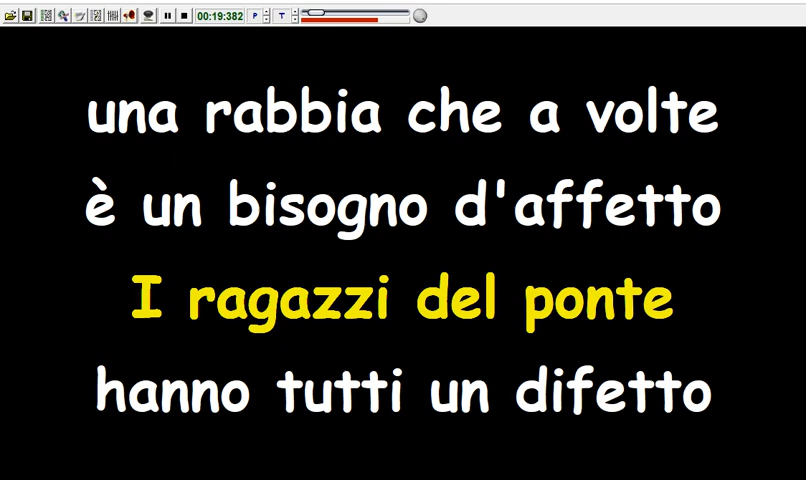 00:19:382
P
T
una rabbia che a volte
è un bisogno d'affetto
I ragazzi del ponte
hanno tutti un difetto